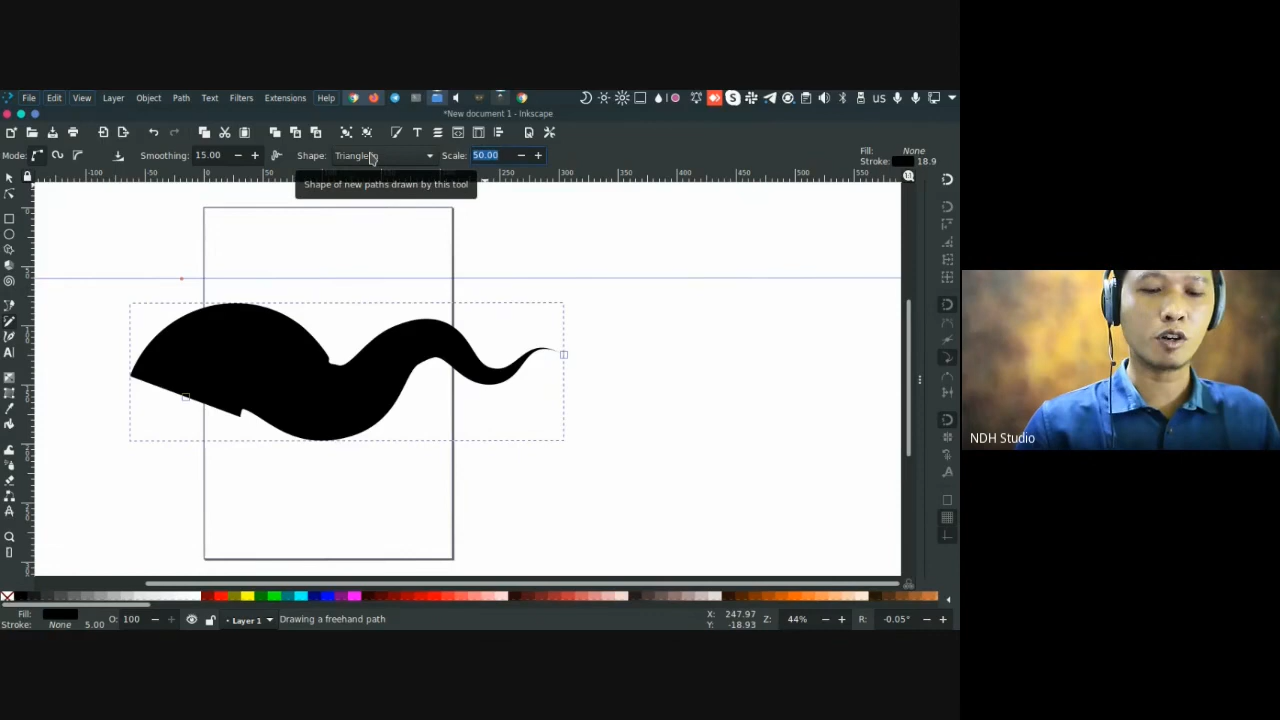 File Edit View Layer Object Path Text Filters Extensions Help US
*New document 1 - Inkscape
Mode: Smoothing: 15.00 − + Shape: Scale: 50.00 − + Fill: None
Stroke: 18.9
Shape of new paths drawn by this tool
-100 -50 0 50 250 300 350 400 450 500 550
NDH Studio
Fill: O: 100 − + Layer 1 Drawing a freehand path X: 247.97 Z: 44% − + R: -0.05° − +
Stroke: None 5.00 Y: -18.93